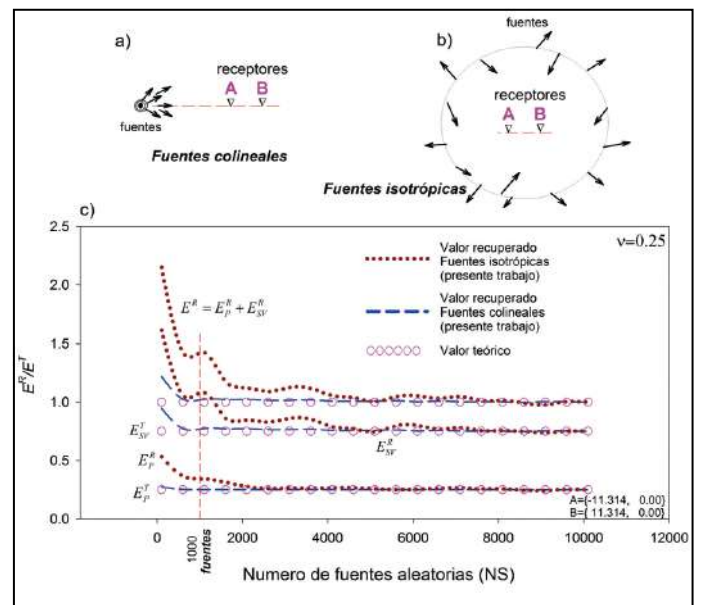 a)
receptores
A B
fuentes
Fuentes colineales
b)
fuentes
receptores
A B
Fuentes isotrópicas
c)
ν=0.25
Valor recuperado
Fuentes isotrópicas
(presente trabajo)
Valor recuperado
Fuentes colineales
(presente trabajo)
Valor teórico
E^R = E_P^R + E_SV^R
E^R/E^T
2.5
2.0
1.5
1.0
0.5
0.0
E_SV^T
E_SV^R
E_P^R
E_P^T
A={-11.314, 0.00}
B={ 11.314, 0.00}
0
1000
fuentes
2000
4000
6000
8000
10000
12000
Numero de fuentes aleatorias (NS)